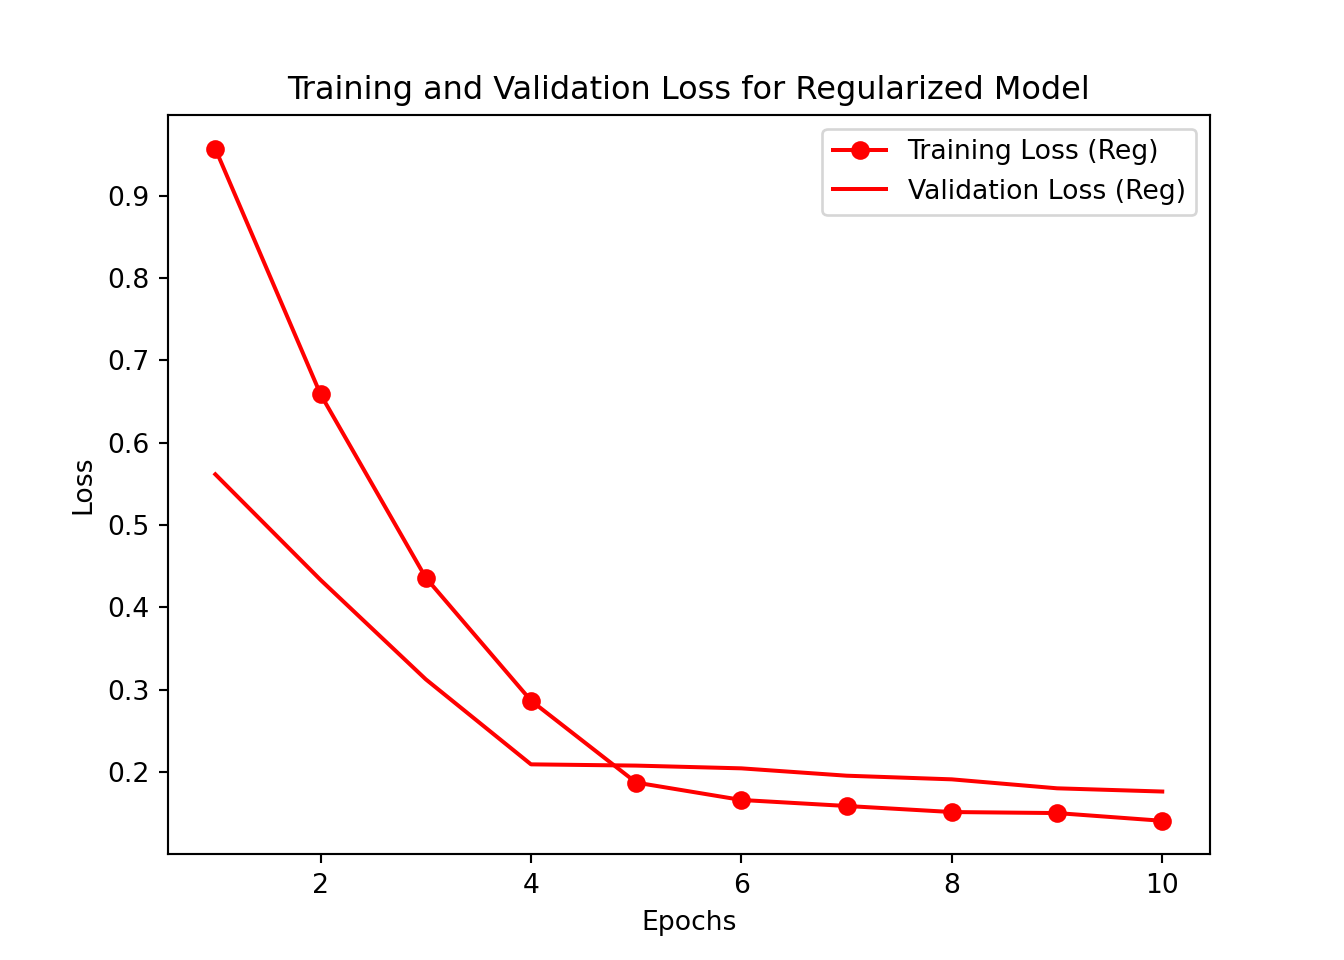 Training and Validation Loss for Regularized Model
Training Loss (Reg)
Validation Loss (Reg)
Loss
0.9
0.8
0.7
0.6
0.5
0.4
0.3
0.2
2 4 6 8 10
Epochs